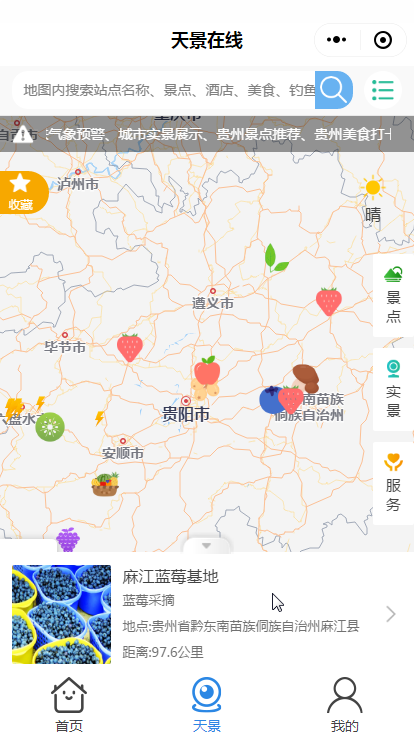 天景在线
地图内搜索站点名称、景点、酒店、美食、钓鱼
气象预警、城市实景展示、贵州景点推荐、贵州美食打卡
泸州市
收藏
晴
遵义市
景点
毕节市
实景
贵阳市
南苗族
侗族自治州
六盘水市
安顺市
服务
麻江蓝莓基地
蓝莓采摘
地点:贵州省黔东南苗族侗族自治州麻江县
距离:97.6公里
首页
天景
我的